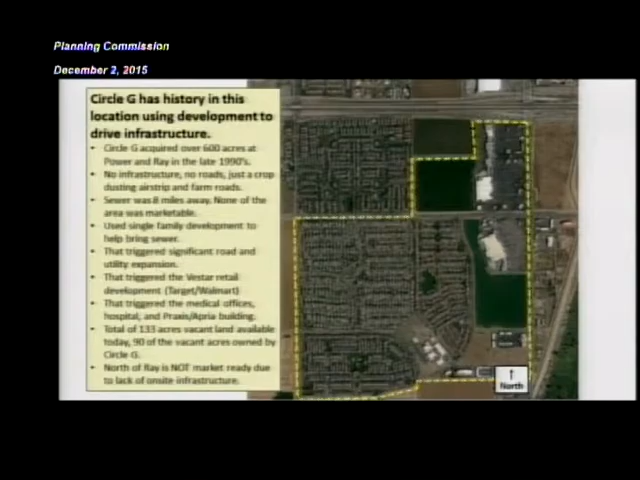 Planning Commission
December 2, 2015
Circle G has history in this
location using development to
drive infrastructure.
• Circle G acquired over 600 acres at
Power and Ray in the late 1990's.
• No infrastructure, no roads, just a crop
dusting airstrip and farm roads.
• Sewer was 8 miles away. None of the
area was marketable.
• Used single family development to
help bring sewer.
• That triggered significant road and
utility expansion.
• That triggered the Vestar retail
development (Target/Walmart)
• That triggered the medical offices,
hospital, and Praxis/Apria building.
• Total of 133 acres vacant land available
today, 90 of the vacant acres owned by
Circle G.
• North of Ray is NOT market ready due
to lack of onsite infrastructure.
↑
North